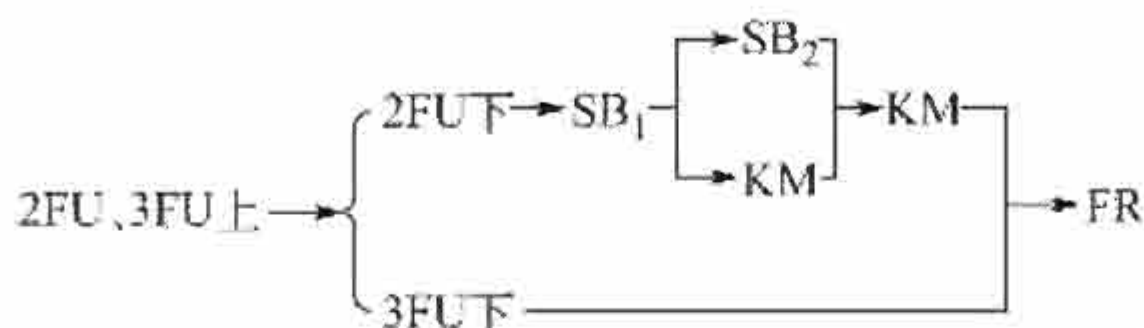 SB₂
2FU下 SB₁ KM
KM
2FU、3FU上 FR
3FU下